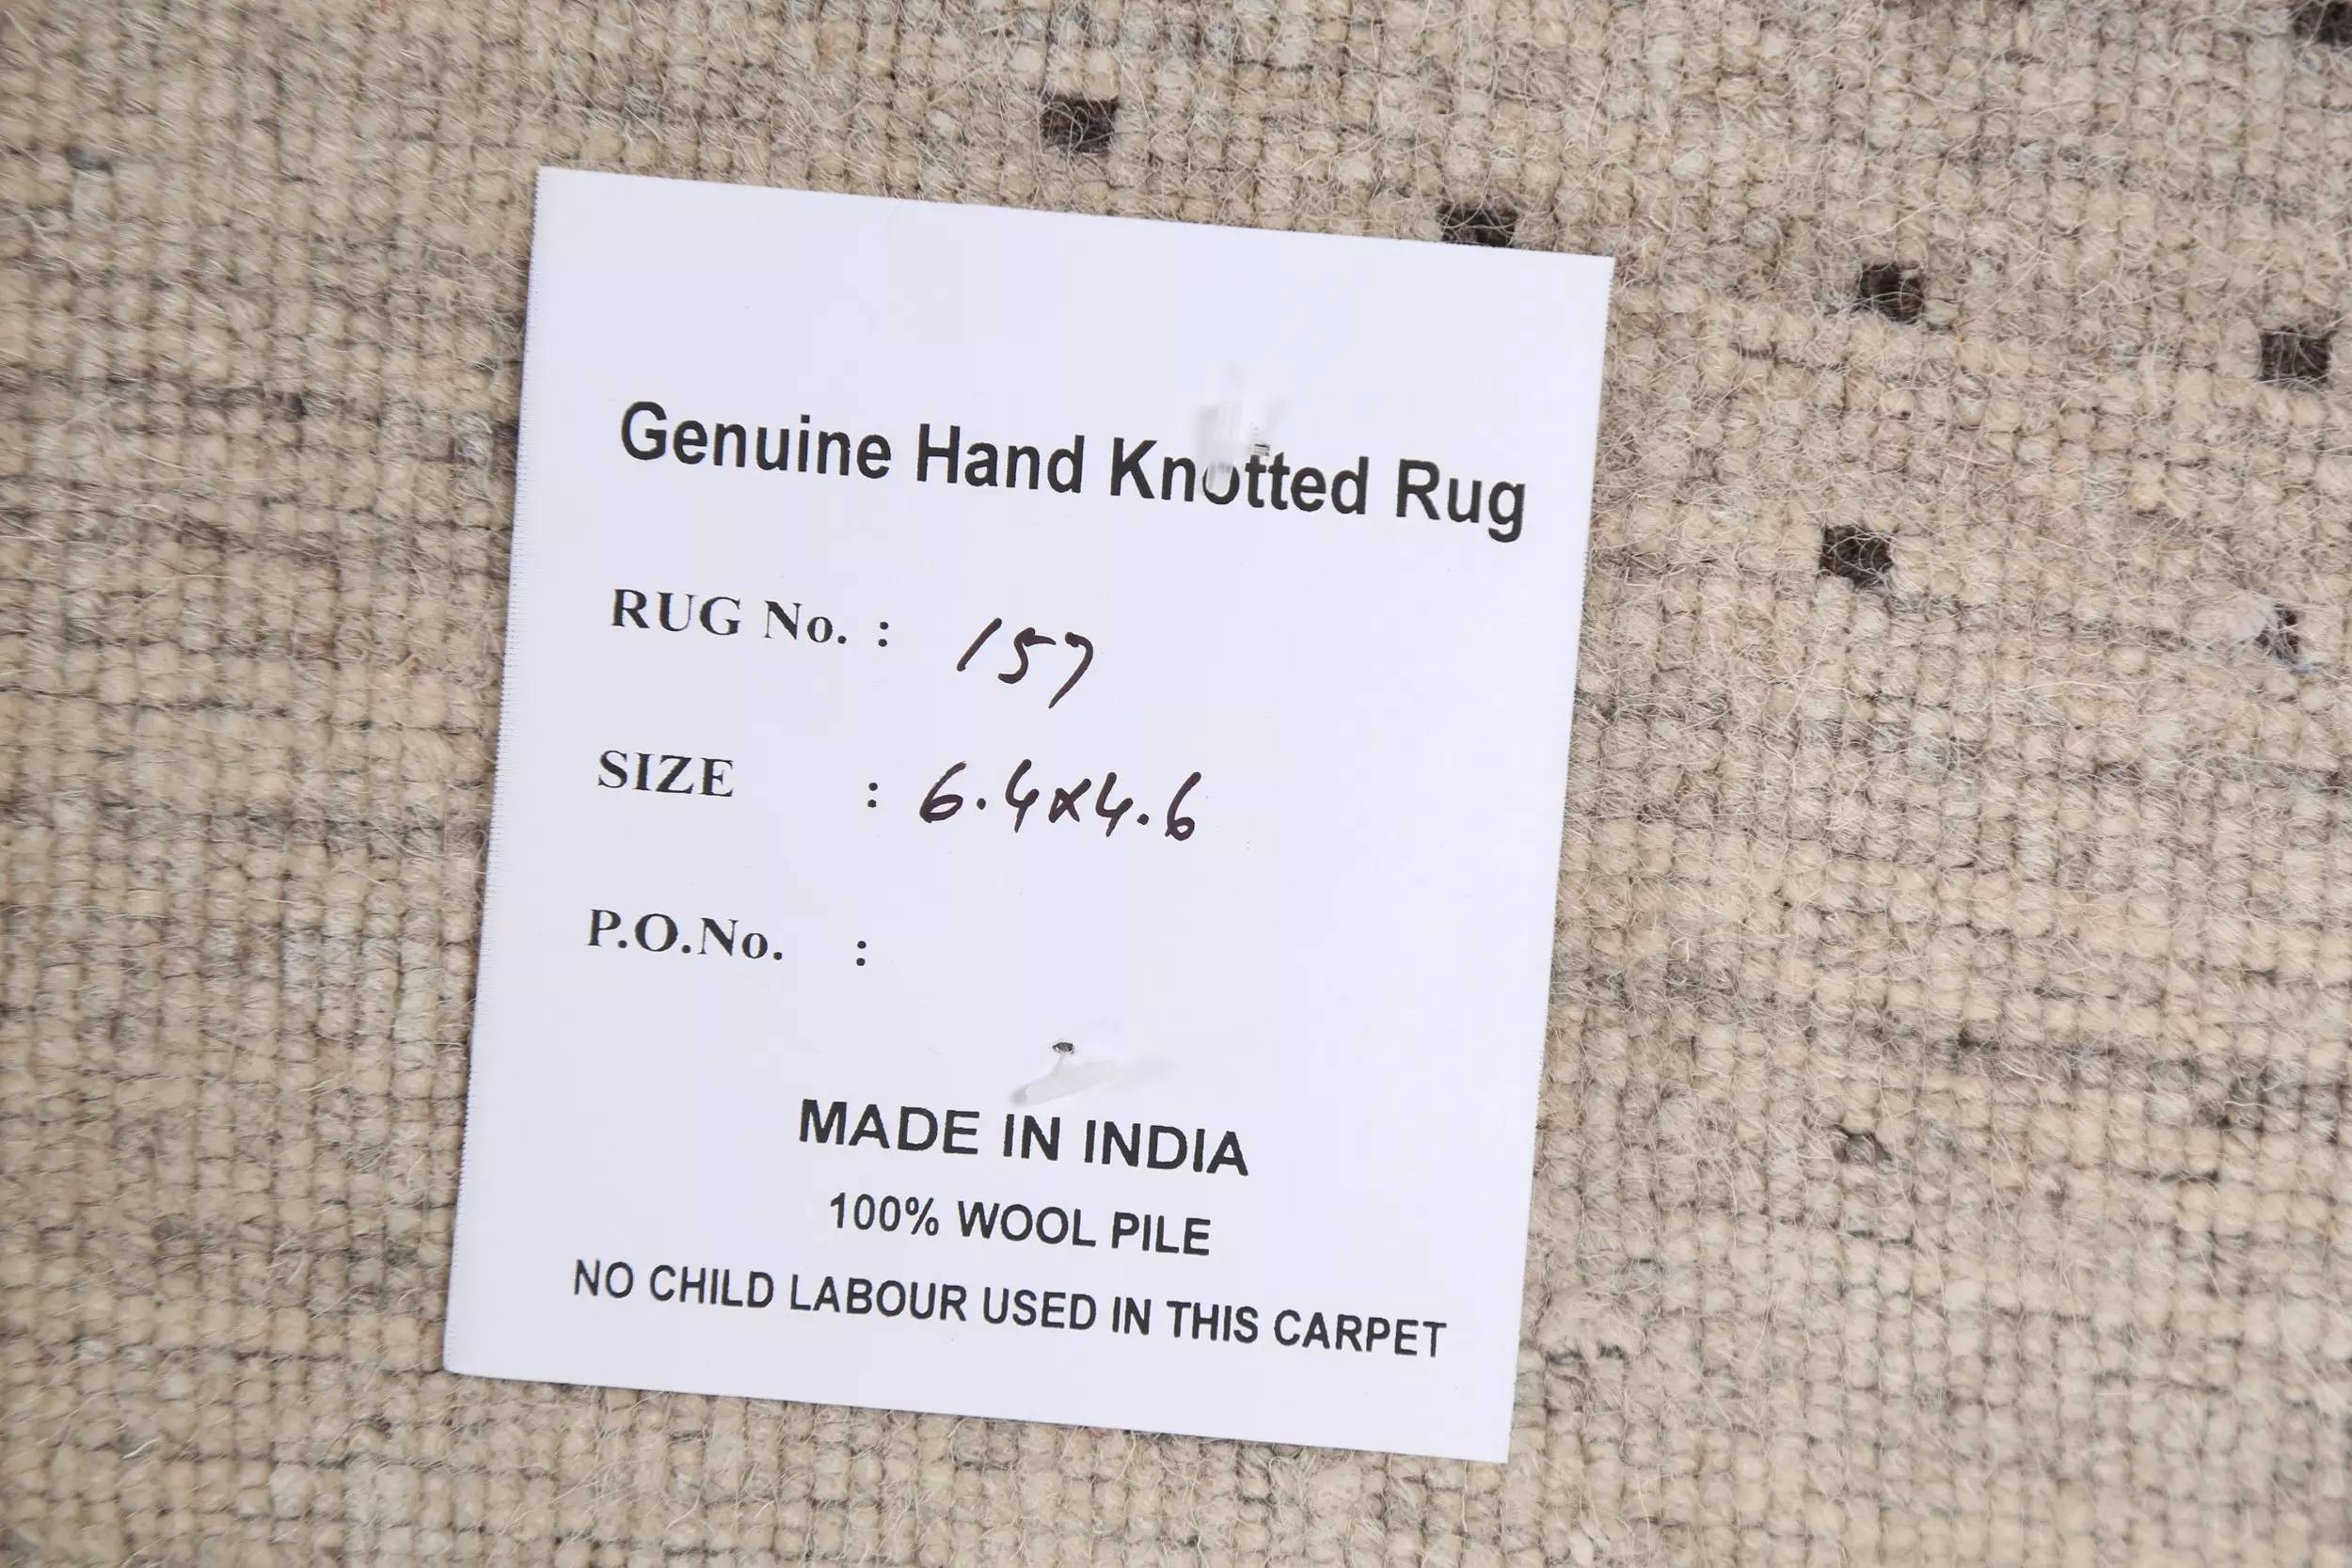 Genuine Hand Knotted Rug
RUG No. : 157
SIZE : 6.4x4.6
P.O.No. :
MADE IN INDIA
100% WOOL PILE
NO CHILD LABOUR USED IN THIS CARPET